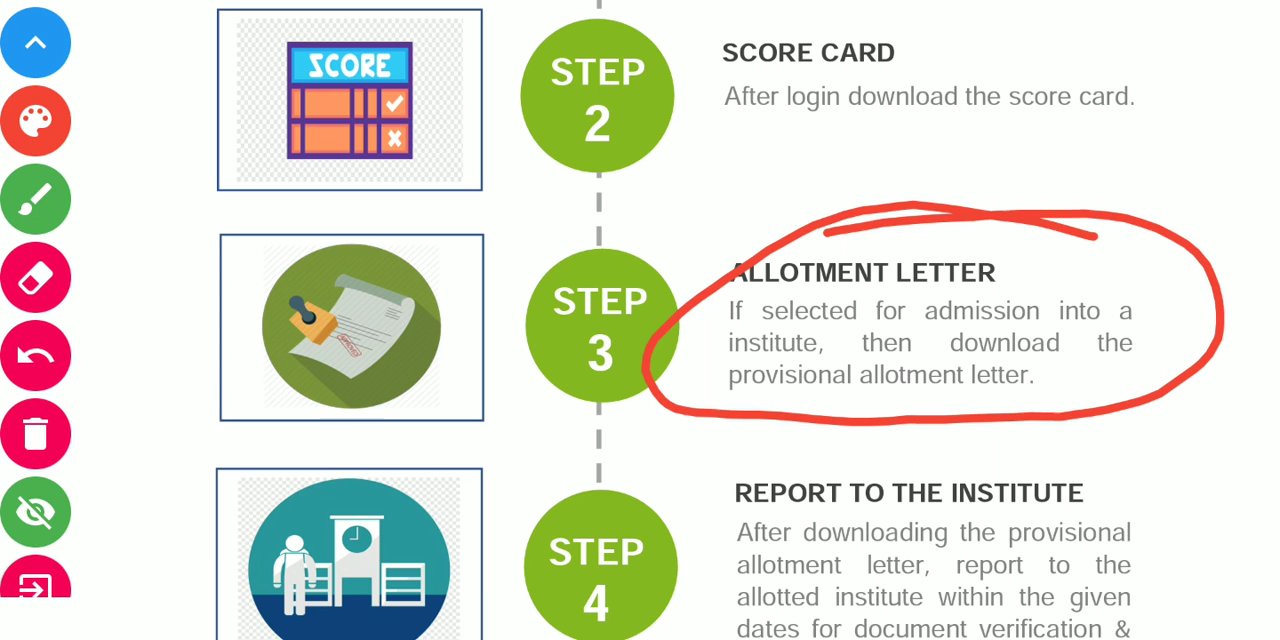 SCORE
STEP
2
SCORE CARD
After login download the score card.
STEP
3
ALLOTMENT LETTER
If selected for admission into a
institute, then download the
provisional allotment letter.
STEP
4
REPORT TO THE INSTITUTE
After downloading the provisional
allotment letter, report to the
allotted institute within the given
dates for document verification &